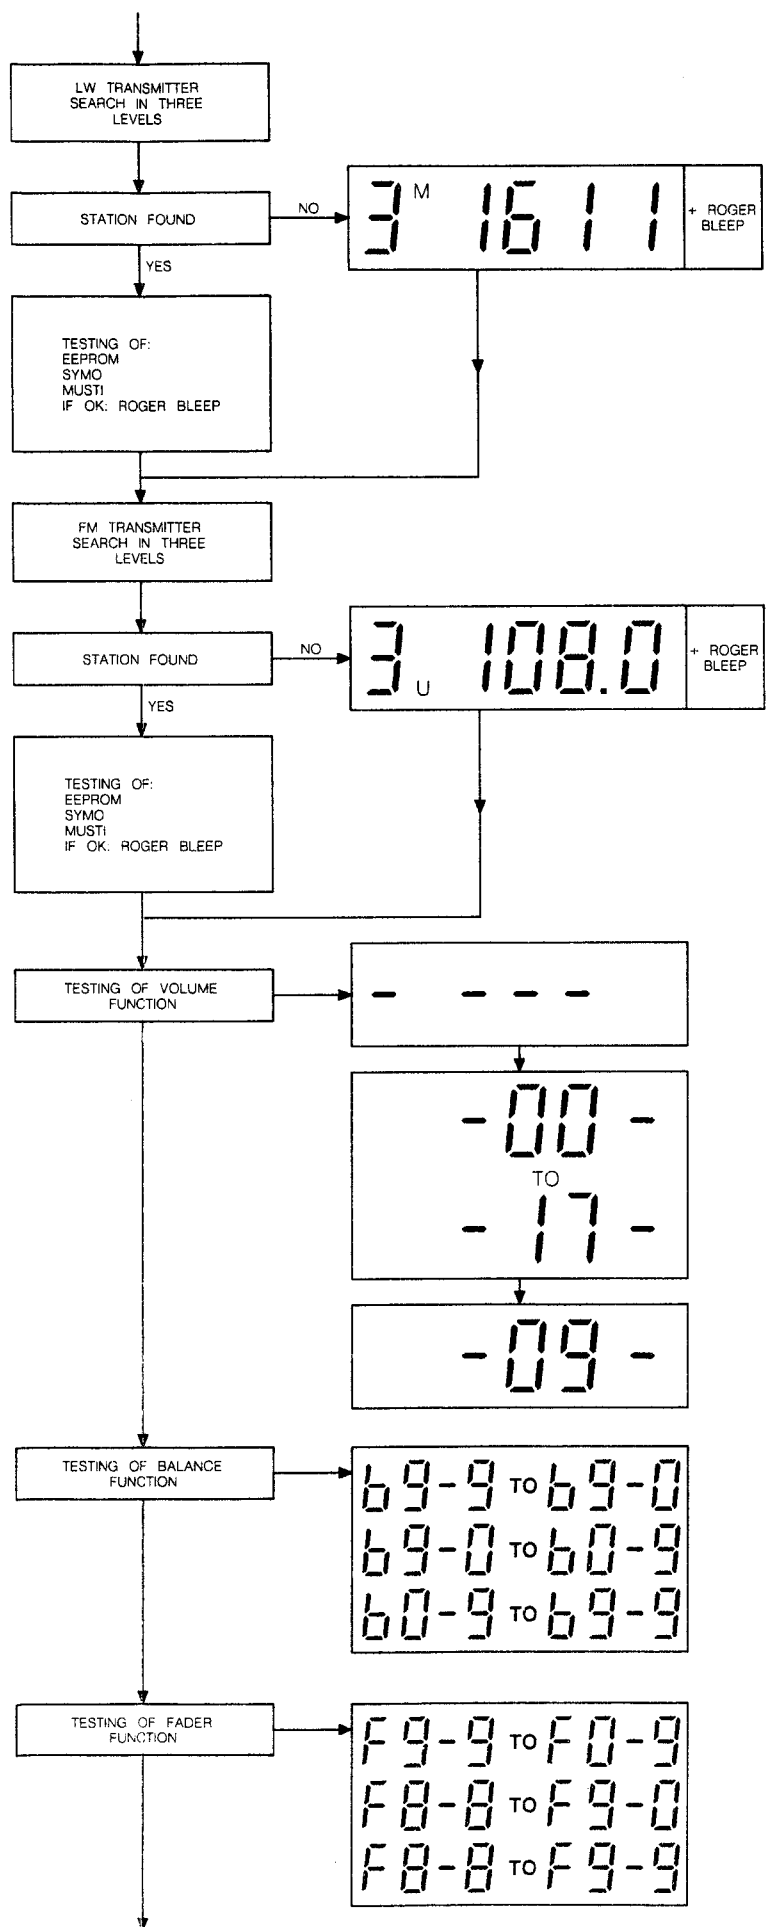 LW TRANSMITTER
SEARCH IN THREE
LEVELS
STATION FOUND
NO
3 M 1611
+ ROGER
BLEEP
YES
TESTING OF:
EEPROM
SYMO
MUSTI
IF OK: ROGER BLEEP
FM TRANSMITTER
SEARCH IN THREE
LEVELS
STATION FOUND
NO
3 U 108.0
+ ROGER
BLEEP
YES
TESTING OF:
EEPROM
SYMO
MUSTI
IF OK: ROGER BLEEP
TESTING OF VOLUME
FUNCTION
- - - -
- 00 -
TO
- 17 -
- 09 -
TESTING OF BALANCE
FUNCTION
b9-9 TO b9-0
b9-0 TO b0-9
b0-9 TO b9-9
TESTING OF FADER
FUNCTION
F9-9 TO F0-9
F8-8 TO F9-0
F8-8 TO F9-9